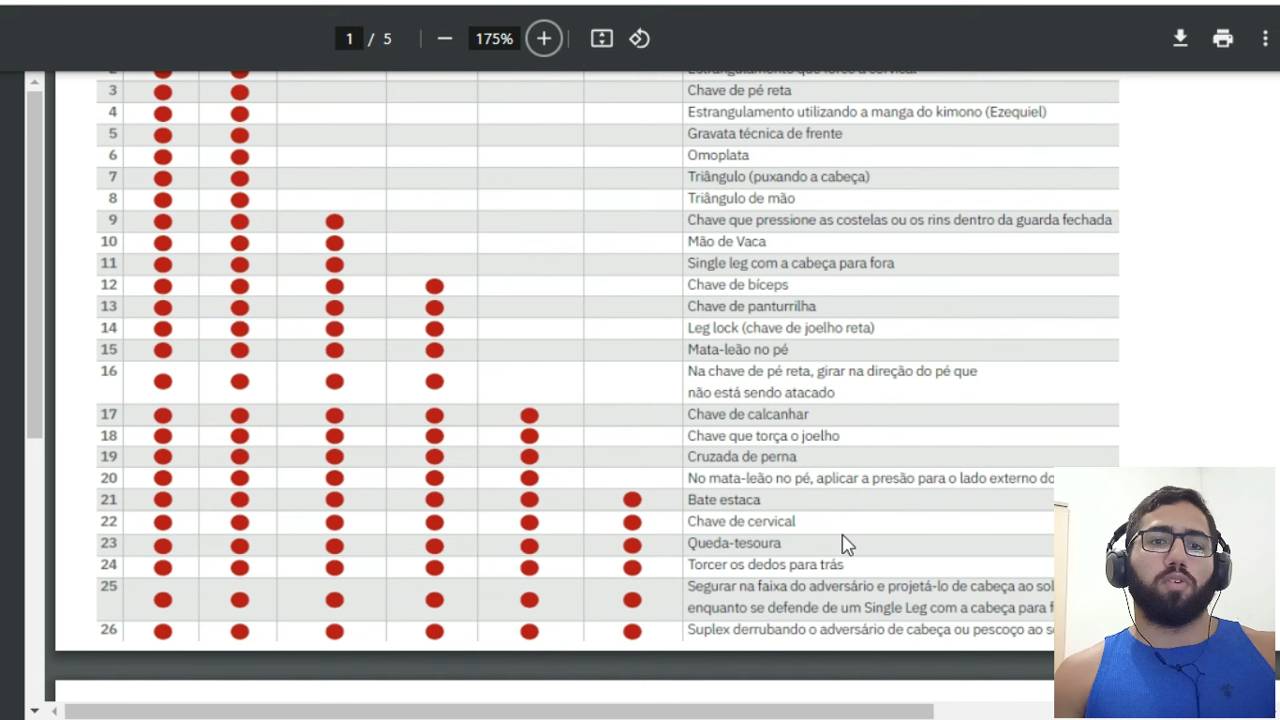 1 / 5 175%
2 Estrangulamento que force a cervical
3 Chave de pé reta
4 Estrangulamento utilizando a manga do kimono (Ezequiel)
5 Gravata técnica de frente
6 Omoplata
7 Triângulo (puxando a cabeça)
8 Triângulo de mão
9 Chave que pressione as costelas ou os rins dentro da guarda fechada
10 Mão de Vaca
11 Single leg com a cabeça para fora
12 Chave de bíceps
13 Chave de panturrilha
14 Leg lock (chave de joelho reta)
15 Mata-leão no pé
16 Na chave de pé reta, girar na direção do pé que
não está sendo atacado
17 Chave de calcanhar
18 Chave que torça o joelho
19 Cruzada de perna
20 No mata-leão no pé, aplicar a presão para o lado externo do
21 Bate estaca
22 Chave de cervical
23 Queda-tesoura
24 Torcer os dedos para trás
25 Segurar na faixa do adversário e projetá-lo de cabeça ao
enquanto se defende de um Single Leg com a cabeça para
26 Suplex derrubando o adversário de cabeça ou pescoço ao